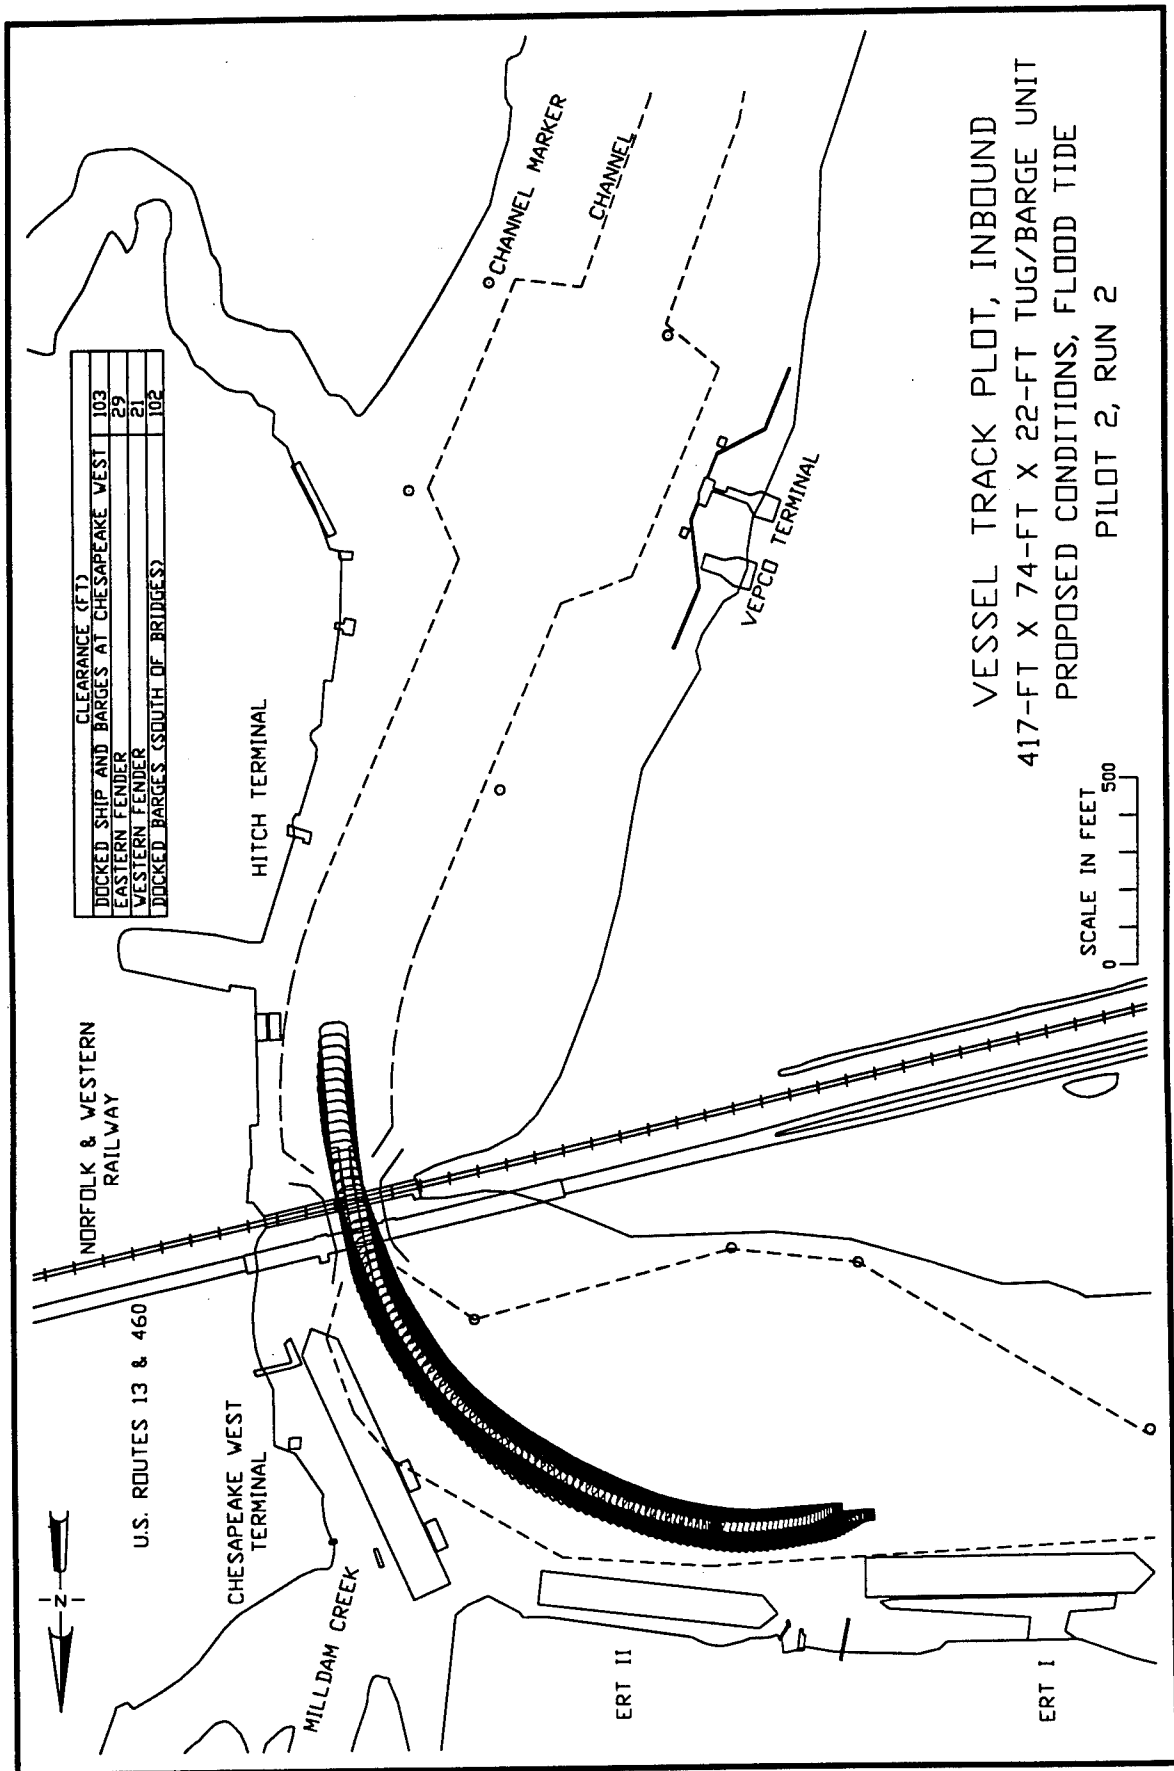 CLEARANCE (FT)
DOCKED SHIP AND BARGES AT CHESAPEAKE WEST 103
EASTERN FENDER 29
WESTERN FENDER 21
DOCKED BARGES (SOUTH OF BRIDGES) 102
N
U.S. ROUTES 13 & 460
NORFOLK & WESTERN
RAILWAY
HITCH TERMINAL
CHESAPEAKE WEST
TERMINAL
MILLDAM CREEK
CHANNEL MARKER
CHANNEL
VEPCO TERMINAL
ERT II
ERT I
SCALE IN FEET
0 500
VESSEL TRACK PLOT, INBOUND
417-FT X 74-FT X 22-FT TUG/BARGE UNIT
PROPOSED CONDITIONS, FLOOD TIDE
PILOT 2, RUN 2